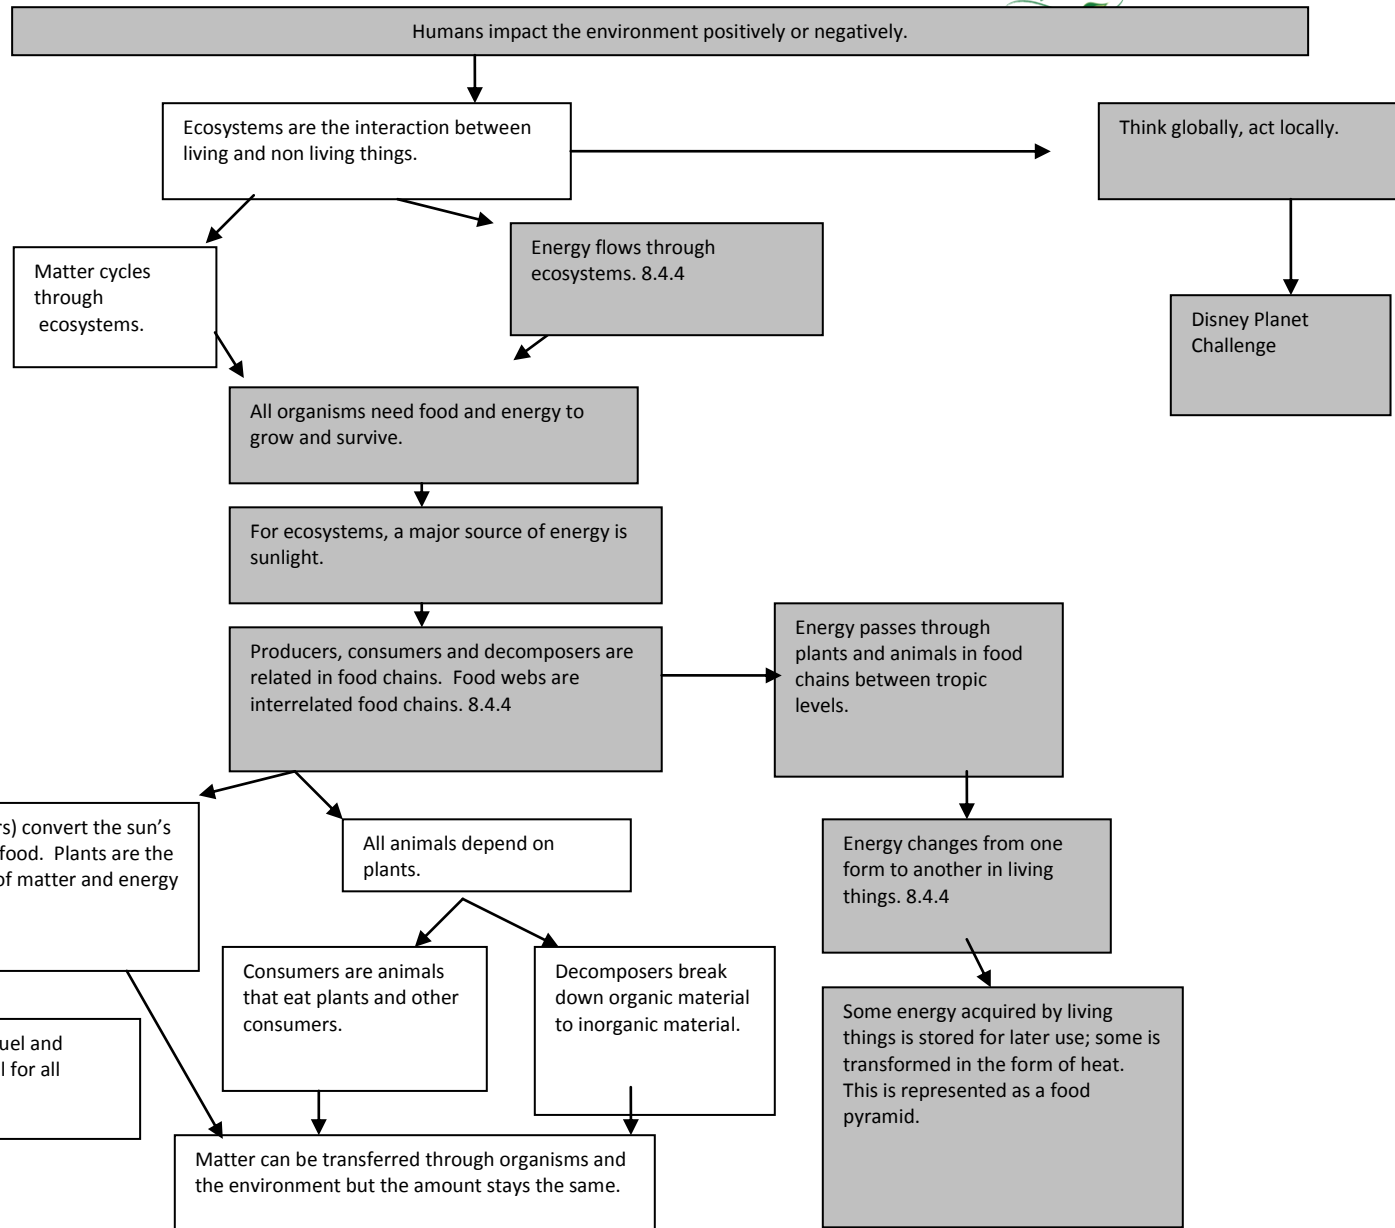 Humans impact the environment positively or negatively.
Ecosystems are the interaction between
living and non living things.
Think globally, act locally.
Energy flows through
ecosystems. 8.4.4
Matter cycles
through
ecosystems.
Disney Planet
Challenge
All organisms need food and energy to
grow and survive.
For ecosystems, a major source of energy is
sunlight.
Producers, consumers and decomposers are
related in food chains. Food webs are
interrelated food chains. 8.4.4
Energy passes through
plants and animals in food
chains between tropic
levels.
rs) convert the sun's
food. Plants are the
of matter and energy
All animals depend on
plants.
Energy changes from one
form to another in living
things. 8.4.4
Consumers are animals
that eat plants and other
consumers.
Decomposers break
down organic material
to inorganic material.
uel and
l for all
Some energy acquired by living
things is stored for later use; some is
transformed in the form of heat.
This is represented as a food
pyramid.
Matter can be transferred through organisms and
the environment but the amount stays the same.